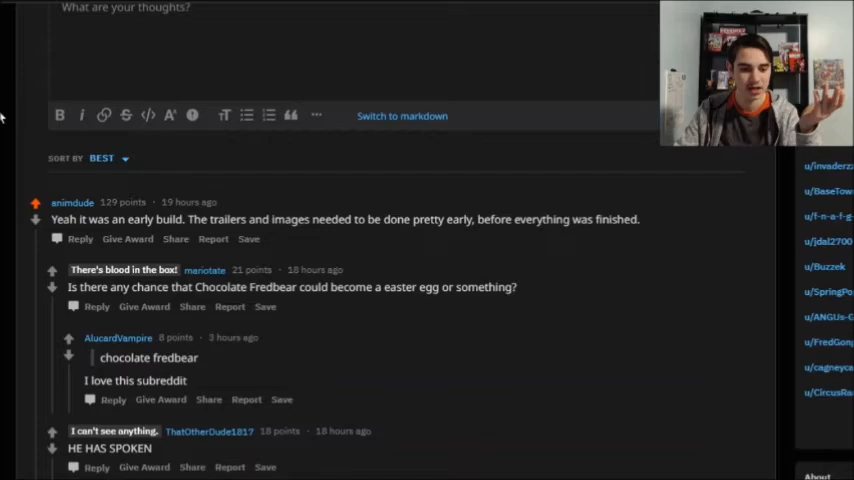 What are your thoughts?
B i Switch to markdown
SORT BY BEST
animdude 129 points · 19 hours ago
Yeah it was an early build. The trailers and images needed to be done pretty early, before everything was finished.
Reply Give Award Share Report Save
There's blood in the box! mariotate 21 points · 18 hours ago
Is there any chance that Chocolate Fredbear could become a easter egg or something?
Reply Give Award Share Report Save
AlucardVampire 8 points · 3 hours ago
chocolate fredbear
I love this subreddit
Reply Give Award Share Report Save
I can't see anything. ThatOtherDude1817 18 points · 18 hours ago
HE HAS SPOKEN
Reply Give Award Share Report Save
u/invaderz
u/BaseTow
u/f-n-a-f-g
u/jdal2700
u/Buzzek
u/SpringPo
u/ANGUs-G
u/FredGon
u/cagneyca
u/CircusRa
About